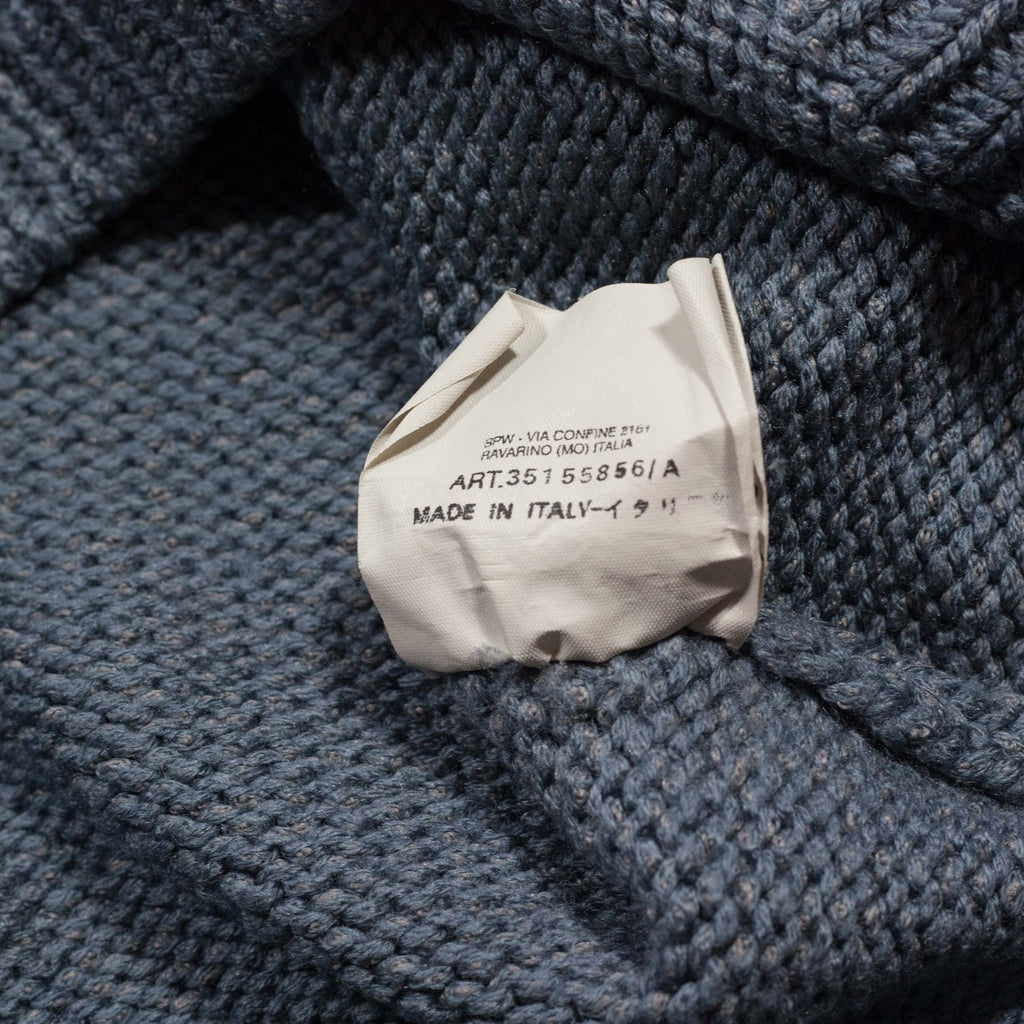 SPW - VIA CONFINE 2161
RAVARINO (MO) ITALIA
ART.35155856/A
MADE IN ITALY-イタリ